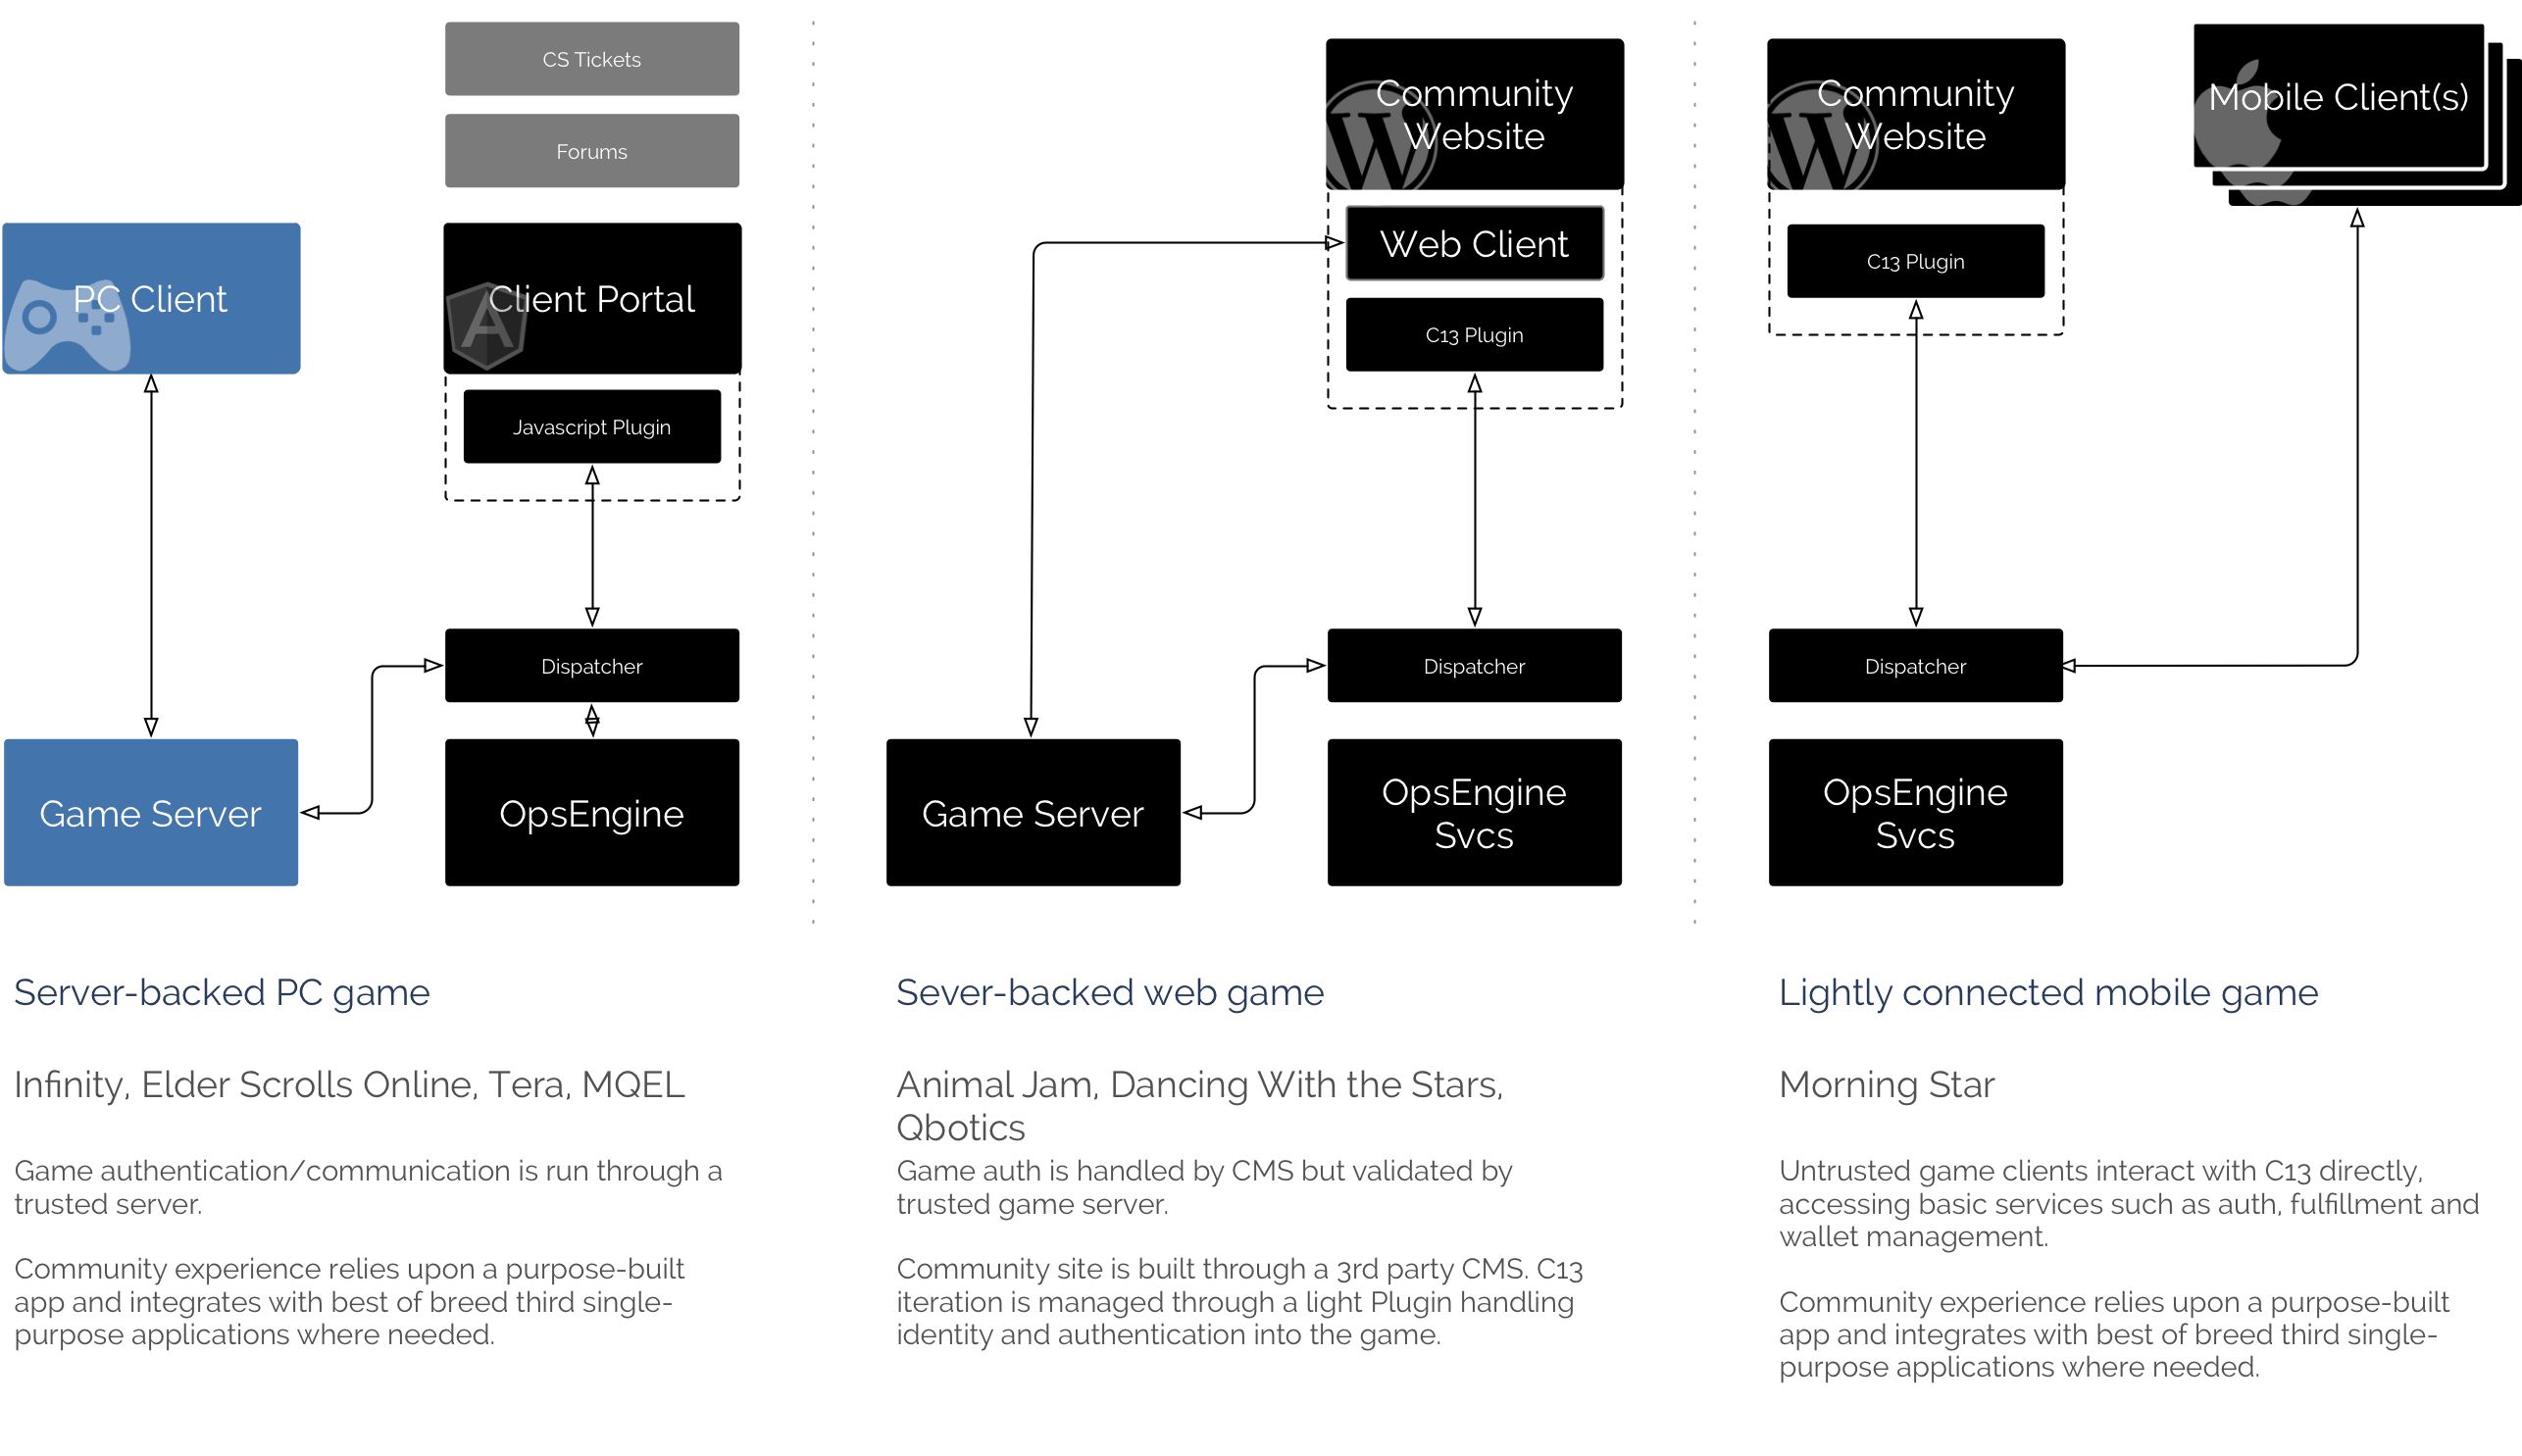 CS Tickets
Forums
PC Client
Client Portal
Javascript Plugin
Dispatcher
Game Server
OpsEngine
Community
Website
Web Client
C13 Plugin
Dispatcher
Game Server
OpsEngine
Svcs
Community
Website
Mobile Client(s)
C13 Plugin
Dispatcher
OpsEngine
Svcs
Server-backed PC game
Infinity, Elder Scrolls Online, Tera, MQEL
Game authentication/communication is run through a
trusted server.
Community experience relies upon a purpose-built
app and integrates with best of breed third single-
purpose applications where needed.
Sever-backed web game
Animal Jam, Dancing With the Stars,
Qbotics
Game auth is handled by CMS but validated by
trusted game server.
Community site is built through a 3rd party CMS. C13
iteration is managed through a light Plugin handling
identity and authentication into the game.
Lightly connected mobile game
Morning Star
Untrusted game clients interact with C13 directly,
accessing basic services such as auth, fulfillment and
wallet management.
Community experience relies upon a purpose-built
app and integrates with best of breed third single-
purpose applications where needed.